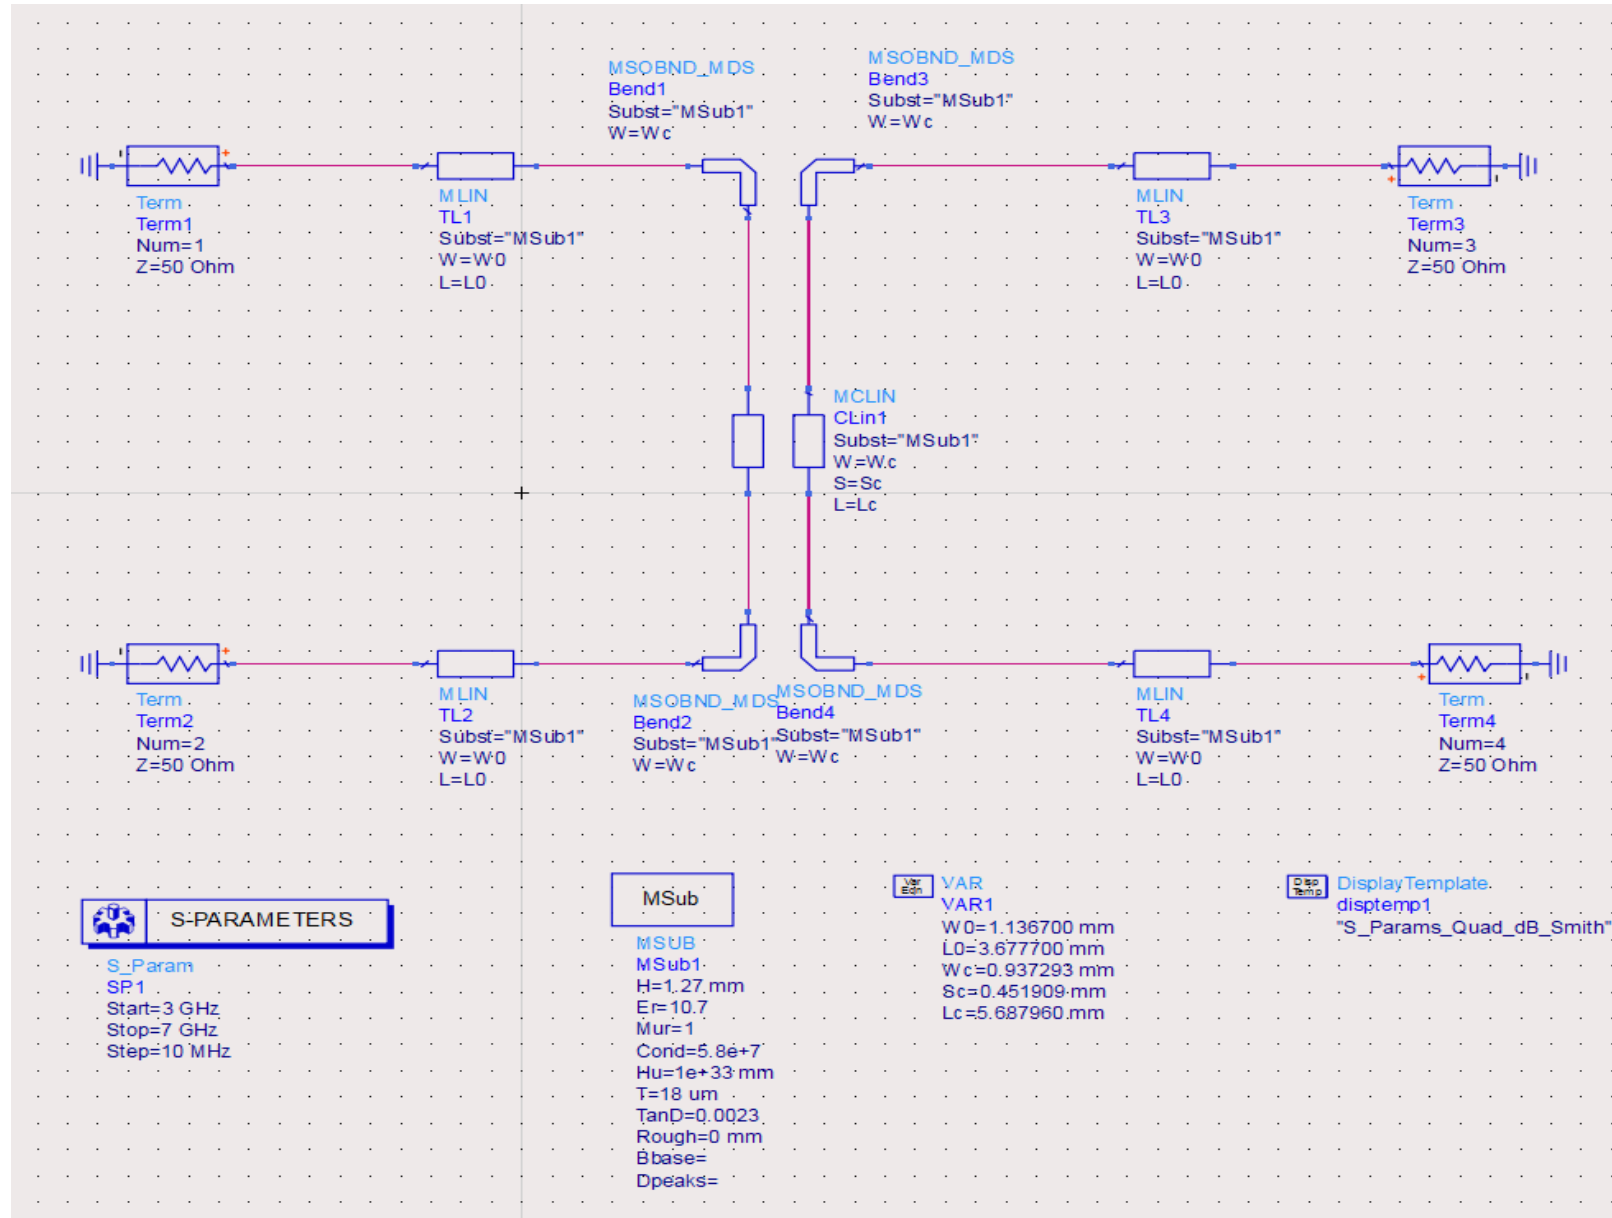 MSOBND_MDS
Bend1
Subst="MSub1"
W=Wc
MSOBND_MDS
Bend3
Subst="MSub1"
W=Wc
Term
Term1
Num=1
Z=50 Ohm
MLIN
TL1
Subst="MSub1"
W=W0
L=L0
MLIN
TL3
Subst="MSub1"
W=W0
L=L0
Term
Term3
Num=3
Z=50 Ohm
MCLIN
CLin1
Subst="MSub1"
W=Wc
S=Sc
L=Lc
Term
Term2
Num=2
Z=50 Ohm
MLIN
TL2
Subst="MSub1"
W=W0
L=L0
MSOBND_MDS
Bend2
Subst="MSub1"
W=Wc
MSOBND_MDS
Bend4
Subst="MSub1"
W=Wc
MLIN
TL4
Subst="MSub1"
W=W0
L=L0
Term
Term4
Num=4
Z=50 Ohm
S-PARAMETERS
S_Param
SP1
Start=3 GHz
Stop=7 GHz
Step=10 MHz
MSub
MSUB
MSub1
H=1.27 mm
Er=10.7
Mur=1
Cond=5.8e+7
Hu=1e+33 mm
T=18 um
TanD=0.0023
Rough=0 mm
Bbase=
Dpeaks=
Var
Eqn
VAR
VAR1
W0=1.136700 mm
L0=3.677700 mm
Wc=0.937293 mm
Sc=0.451909 mm
Lc=5.687960 mm
Disp
Temp
DisplayTemplate
disptemp1
"S_Params_Quad_dB_Smith"